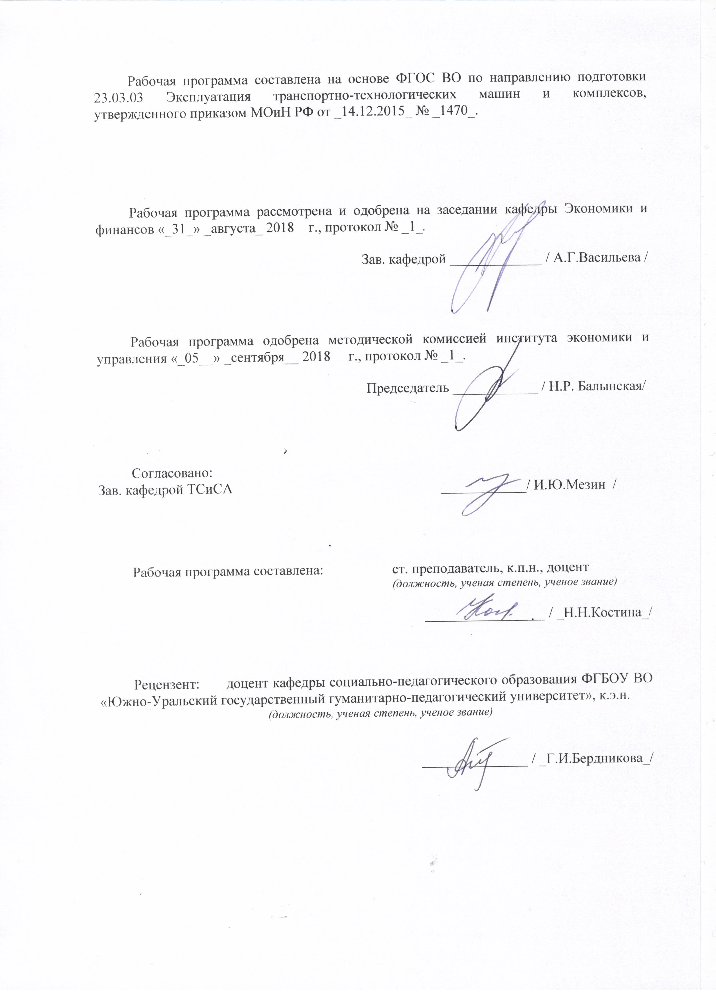 Рабочая программа составлена на основе ФГОС ВО по направлению подготовки
23.03.03 Эксплуатация транспортно-технологических машин и комплексов,
утвержденного приказом МОиН РФ от _14.12.2015_ № _1470_.
Рабочая программа рассмотрена и одобрена на заседании кафедры Экономики и
финансов «_31_» _августа_ 2018 г., протокол № _1_.
Зав. кафедрой _____________ / А.Г.Васильева /
Рабочая программа одобрена методической комиссией института экономики и
управления «_05__» _сентября__ 2018 г., протокол № _1_.
Председатель ____________ / Н.Р. Балынская/
Согласовано:
Зав. кафедрой ТСиСА ____________/ И.Ю.Мезин /
Рабочая программа составлена: ст. преподаватель, к.п.н., доцент
(должность, ученая степень, ученое звание)
_________________ / _Н.Н.Костина_/
Рецензент: доцент кафедры социально-педагогического образования ФГБОУ ВО
«Южно-Уральский государственный гуманитарно-педагогический университет», к.э.н.
(должность, ученая степень, ученое звание)
_______________ / _Г.И.Бердникова_/